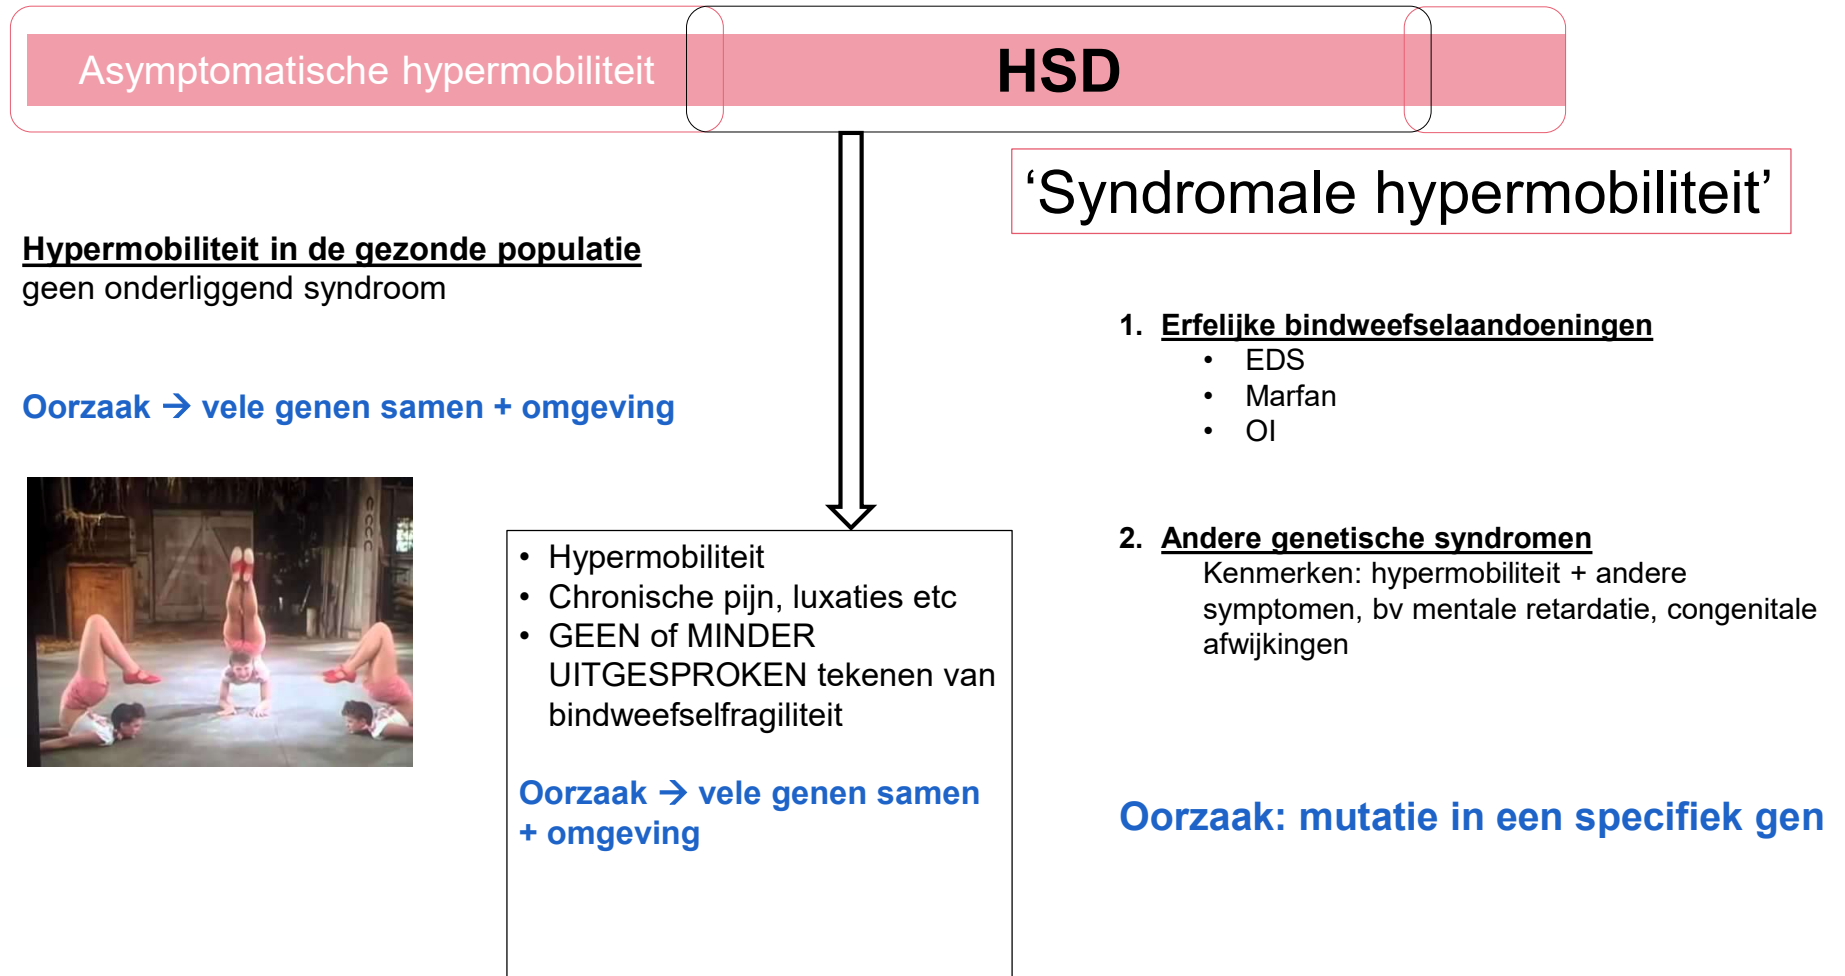 Asymptomatische hypermobiliteit
HSD
‘Syndromale hypermobiliteit’
Hypermobiliteit in de gezonde populatie
geen onderliggend syndroom
Oorzaak → vele genen samen + omgeving
• Hypermobiliteit
• Chronische pijn, luxaties etc
• GEEN of MINDER
UITGESPROKEN tekenen van
bindweefselfragiliteit
Oorzaak → vele genen samen
+ omgeving
1. Erfelijke bindweefselaandoeningen
• EDS
• Marfan
• OI
2. Andere genetische syndromen
Kenmerken: hypermobiliteit + andere
symptomen, bv mentale retardatie, congenitale
afwijkingen
Oorzaak: mutatie in een specifiek gen